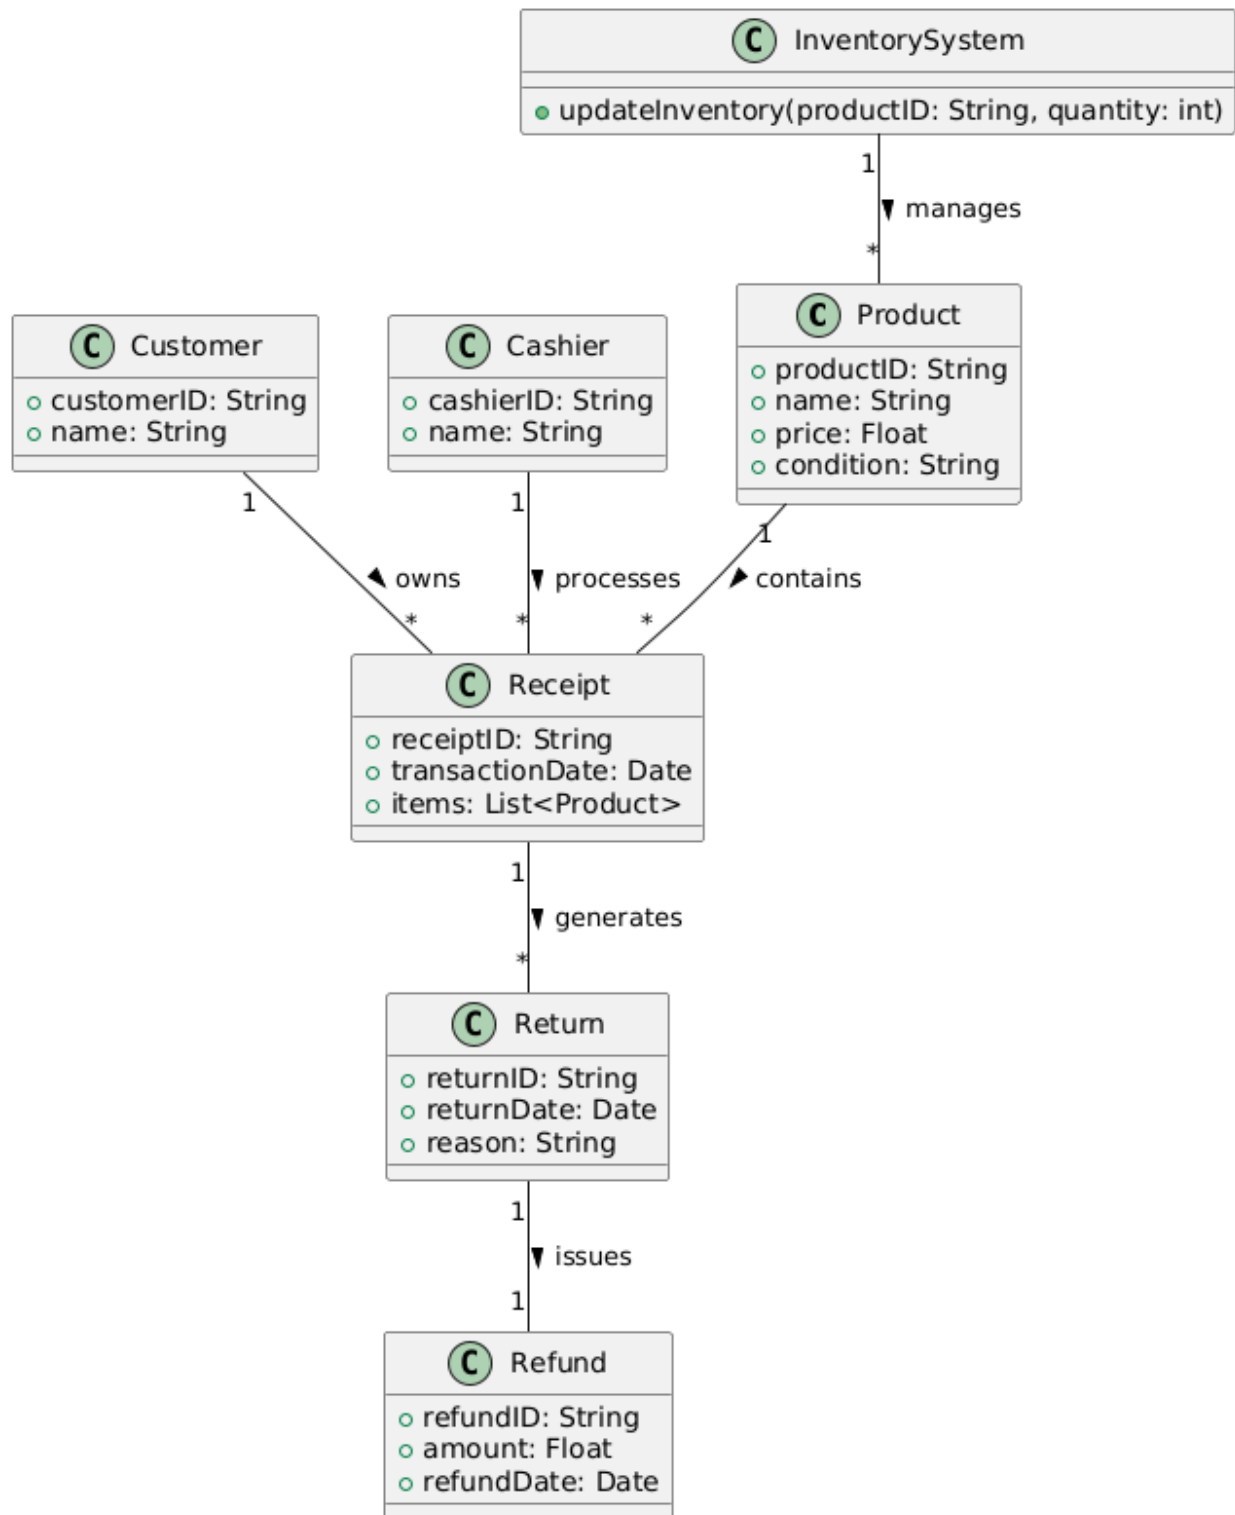 C InventorySystem
updateInventory(productID: String, quantity: int)
1
manages
*
C Customer
customerID: String
name: String
C Cashier
cashierID: String
name: String
C Product
productID: String
name: String
price: Float
condition: String
1
owns
*
1
processes
*
1
contains
*
C Receipt
receiptID: String
transactionDate: Date
items: List<Product>
1
generates
*
C Return
returnID: String
returnDate: Date
reason: String
1
issues
1
C Refund
refundID: String
amount: Float
refundDate: Date